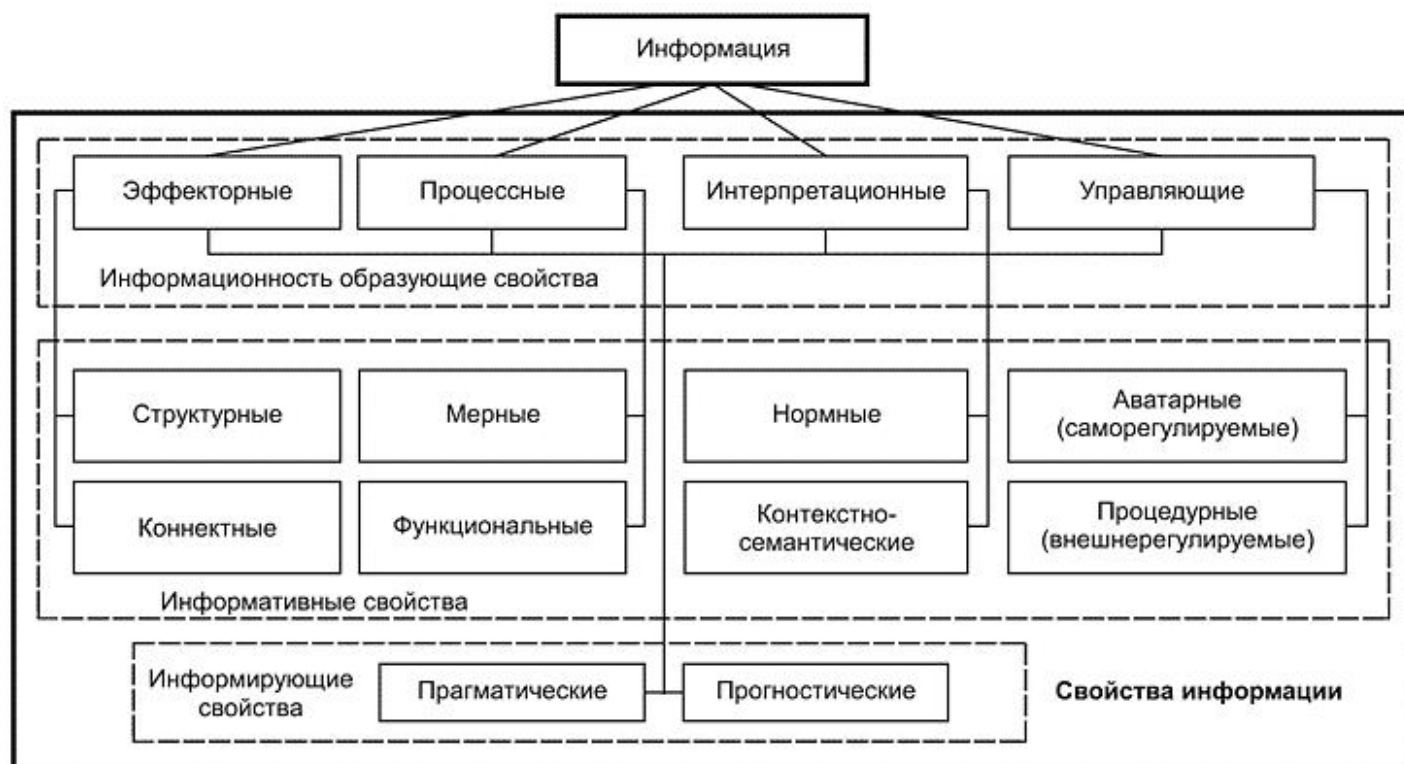 Информация
Эффекторные
Процессные
Интерпретационные
Управляющие
Информационность образующие свойства
Структурные
Мерные
Нормные
Аватарные
(саморегулируемые)
Коннектные
Функциональные
Контекстно-
семантические
Процедурные
(внешнерегулируемые)
Информативные свойства
Информирующие
свойства
Прагматические
Прогностические
Свойства информации